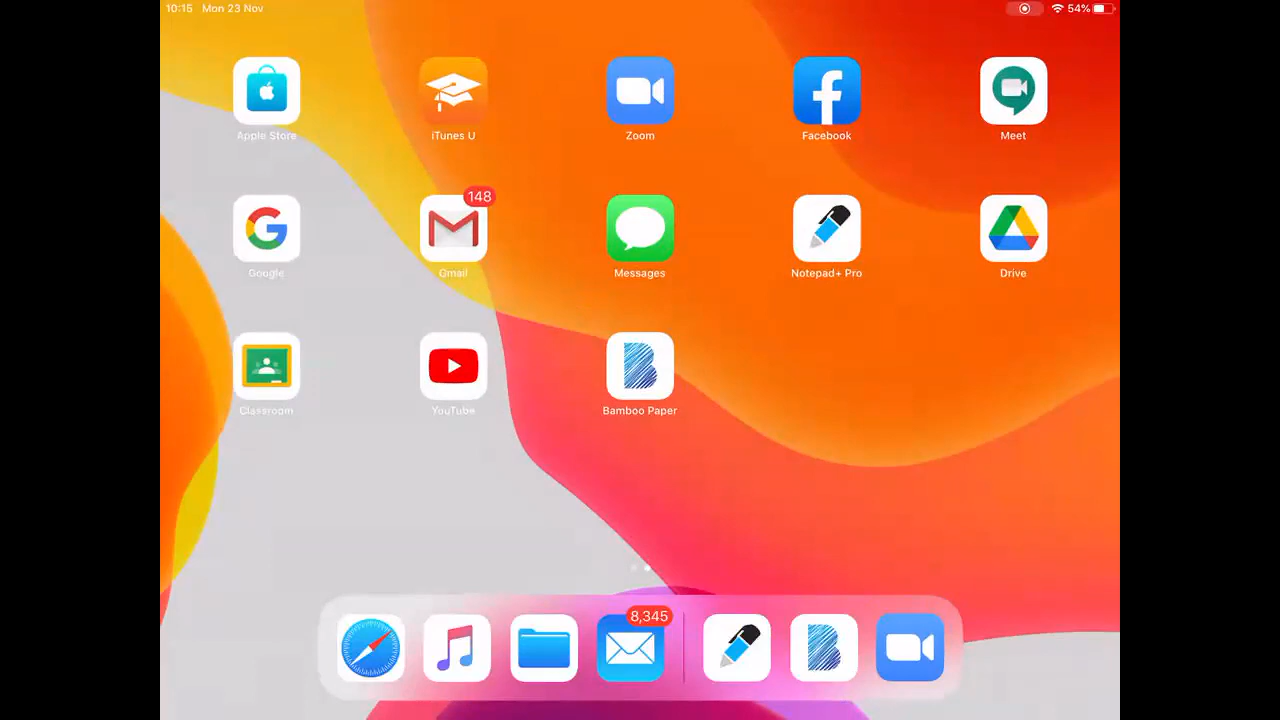 10:15 Mon 23 Nov 54%
Apple Store iTunes U Zoom Facebook Meet
148
Google Gmail Messages Notepad+ Pro Drive
Classroom YouTube Bamboo Paper
8,345